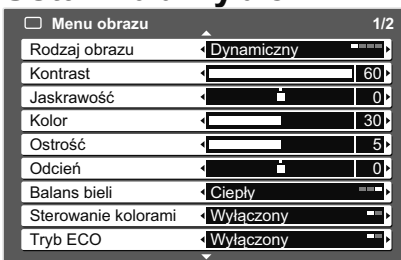 Menu obrazu 1/2
Rodzaj obrazu Dynamiczny
Kontrast 60
Jaskrawość 0
Kolor 30
Ostrość 5
Odcień 0
Balans bieli Ciepły
Sterowanie kolorami Wyłączony
Tryb ECO Wyłączony